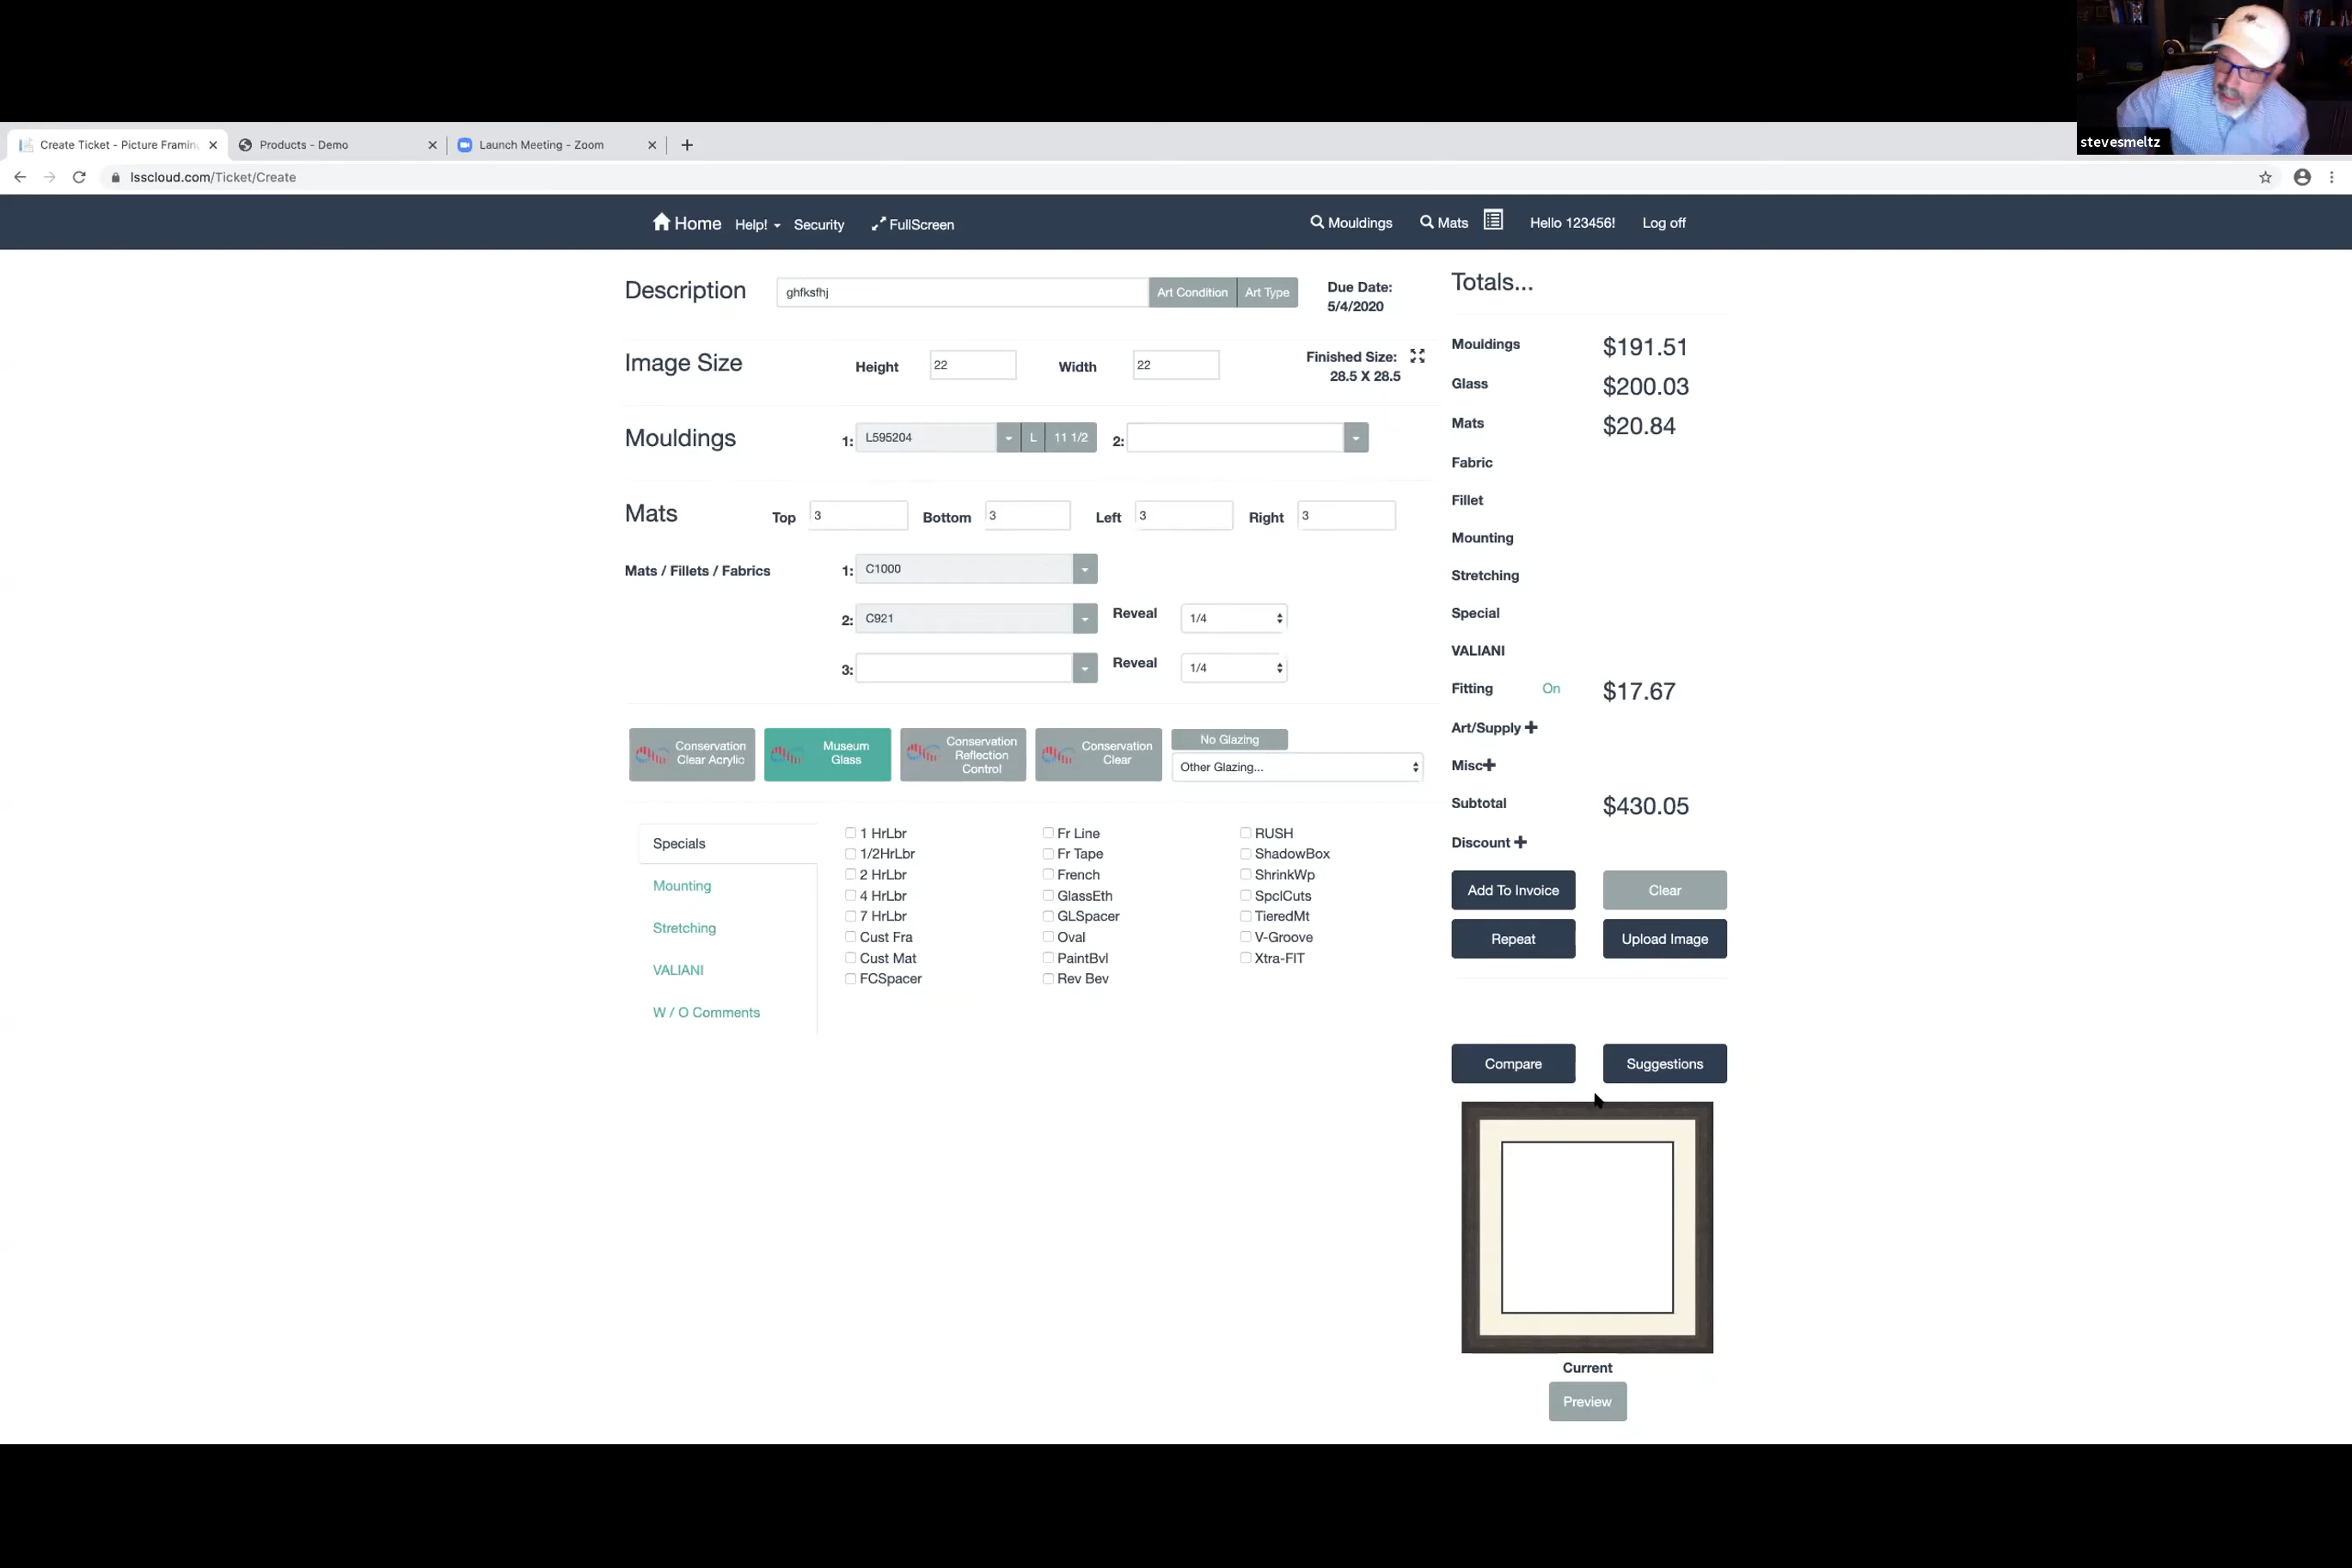 stevesmeltz
Create Ticket - Picture Framing
Products - Demo
Launch Meeting - Zoom
lsscloud.com/Ticket/Create
Home Help! Security FullScreen Mouldings Mats Hello 123456! Log off
Description ghfksfhj Art Condition Art Type Due Date:
5/4/2020
Image Size Height 22 Width 22 Finished Size:
28.5 X 28.5
Mouldings 1: L595204 L 11 1/2 2:
Mats Top 3 Bottom 3 Left 3 Right 3
Mats / Fillets / Fabrics 1: C1000
2: C921 Reveal 1/4
3: Reveal 1/4
Conservation
Clear Acrylic
Museum
Glass
Conservation
Reflection
Control
Conservation
Clear
No Glazing
Other Glazing...
Specials
Mounting
Stretching
VALIANI
W / O Comments
1 HrLbr
1/2HrLbr
2 HrLbr
4 HrLbr
7 HrLbr
Cust Fra
Cust Mat
FCSpacer
Fr Line
Fr Tape
French
GlassEth
GLSpacer
Oval
PaintBvl
Rev Bev
RUSH
ShadowBox
ShrinkWp
SpclCuts
TieredMt
V-Groove
Xtra-FIT
Totals...
Mouldings $191.51
Glass $200.03
Mats $20.84
Fabric
Fillet
Mounting
Stretching
Special
VALIANI
Fitting On $17.67
Art/Supply
Misc
Subtotal $430.05
Discount
Add To Invoice Clear
Repeat Upload Image
Compare Suggestions
Current
Preview